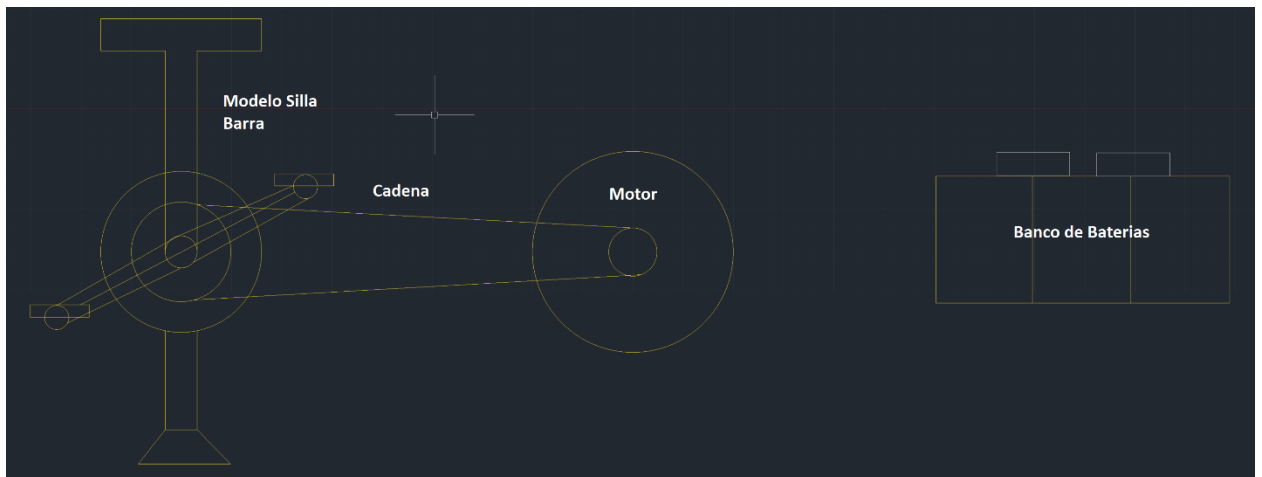 Modelo Silla
Barra
Cadena
Motor
Banco de Baterias